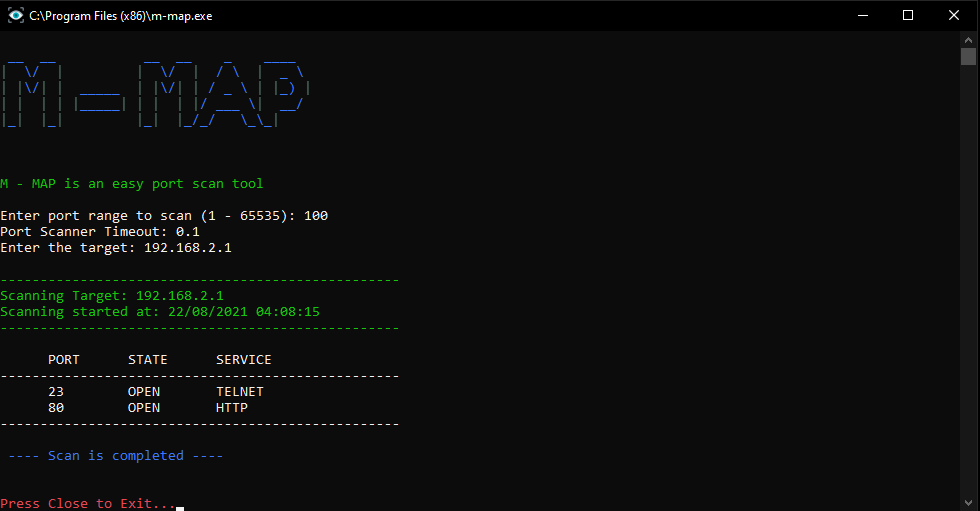 C:\Program Files (x86)\m-map.exe
M - MAP
M - MAP is an easy port scan tool
Enter port range to scan (1 - 65535): 100
Port Scanner Timeout: 0.1
Enter the target: 192.168.2.1
--------------------------------------------------
Scanning Target: 192.168.2.1
Scanning started at: 22/08/2021 04:08:15
--------------------------------------------------
PORT STATE SERVICE
--------------------------------------------------
23 OPEN TELNET
80 OPEN HTTP
--------------------------------------------------
---- Scan is completed ----
Press Close to Exit...